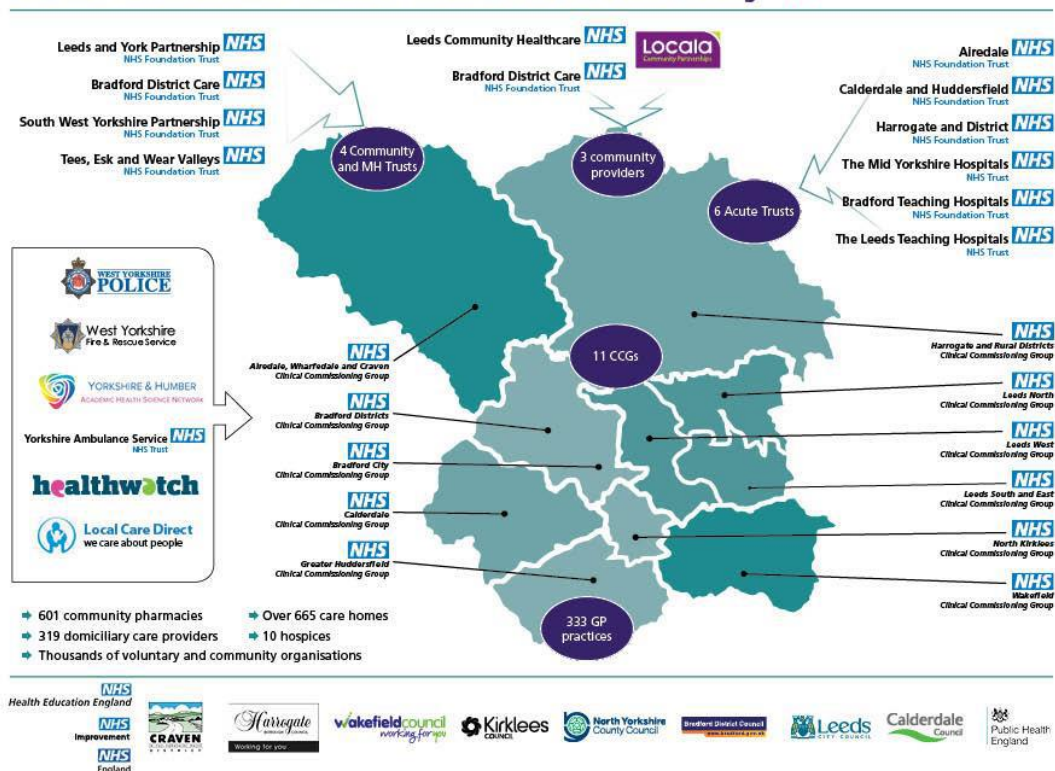 Leeds and York Partnership NHS
NHS Foundation Trust
Bradford District Care NHS
NHS Foundation Trust
South West Yorkshire Partnership NHS
NHS Foundation Trust
Tees, Esk and Wear Valleys NHS
NHS Foundation Trust
4 Community
and MH Trusts
Leeds Community Healthcare NHS
Locala
Community Partnerships
Bradford District Care NHS
NHS Foundation Trust
3 community
providers
Airedale NHS
NHS Foundation Trust
Calderdale and Huddersfield NHS
NHS Foundation Trust
Harrogate and District NHS
NHS Foundation Trust
The Mid Yorkshire Hospitals NHS
NHS Trust
Bradford Teaching Hospitals NHS
NHS Foundation Trust
The Leeds Teaching Hospitals NHS
NHS Trust
6 Acute Trusts
WEST YORKSHIRE
POLICE
West Yorkshire
Fire & Rescue Service
YORKSHIRE & HUMBER
ACADEMIC HEALTH SCIENCE NETWORK
Yorkshire Ambulance Service NHS
NHS Trust
healthwatch
Local Care Direct
we care about people
11 CCGs
NHS
Airedale, Wharfedale and Craven
Clinical Commissioning Group
NHS
Bradford Districts
Clinical Commissioning Group
NHS
Bradford City
Clinical Commissioning Group
NHS
Calderdale
Clinical Commissioning Group
NHS
Greater Huddersfield
Clinical Commissioning Group
NHS
Harrogate and Rural Districts
Clinical Commissioning Group
NHS
Leeds North
Clinical Commissioning Group
NHS
Leeds West
Clinical Commissioning Group
NHS
Leeds South and East
Clinical Commissioning Group
NHS
North Kirklees
Clinical Commissioning Group
NHS
Wakefield
Clinical Commissioning Group
333 GP
practices
601 community pharmacies
Over 665 care homes
319 domiciliary care providers
10 hospices
Thousands of voluntary and community organisations
NHS
Health Education England
NHS
Improvement
NHS
England
CRAVEN
DISTRICT
Harrogate
BOROUGH COUNCIL
Working for you
wakefieldcouncil
working for you
Kirklees
COUNCIL
North Yorkshire
County Council
Bradford District Council
www.bradford.gov.uk
Leeds
CITY COUNCIL
Calderdale
Council
Public Health
England